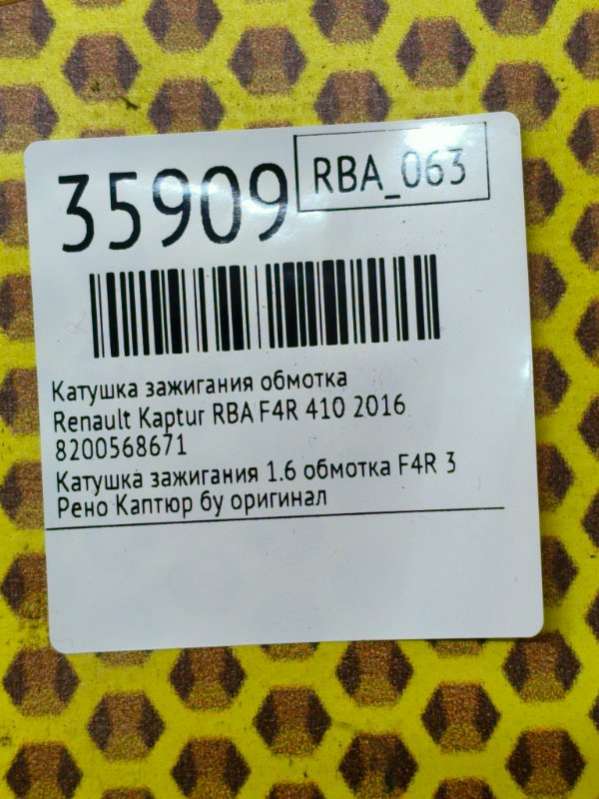 35909
RBA_063
Катушка зажигания обмотка
Renault Kaptur RBA F4R 410 2016
8200568671
Катушка зажигания 1.6 обмотка F4R 3
Рено Каптюр бу оригинал